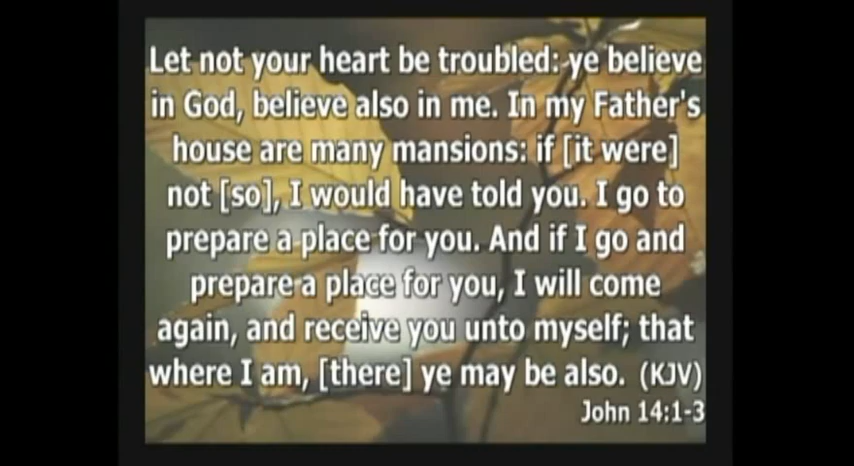 Let not your heart be troubled: ye believe
in God, believe also in me. In my Father's
house are many mansions: if [it were]
not [so], I would have told you. I go to
prepare a place for you. And if I go and
prepare a place for you, I will come
again, and receive you unto myself; that
where I am, [there] ye may be also. (KJV)
John 14:1-3